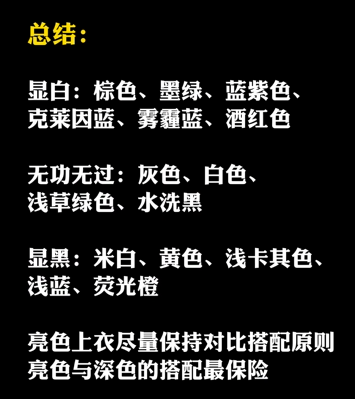 总结：
显白：棕色、墨绿、蓝紫色、
克莱因蓝、雾霾蓝、酒红色
无功无过：灰色、白色、
浅草绿色、水洗黑
显黑：米白、黄色、浅卡其色、
浅蓝、荧光橙
亮色上衣尽量保持对比搭配原则
亮色与深色的搭配最保险